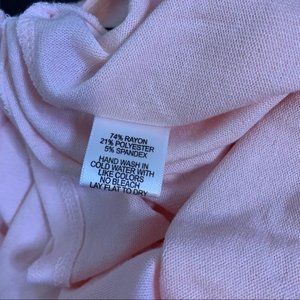 74% RAYON
21% POLYESTER
5% SPANDEX
HAND WASH IN
COLD WATER WITH
LIKE COLORS
NO BLEACH
LAY FLAT TO DRY